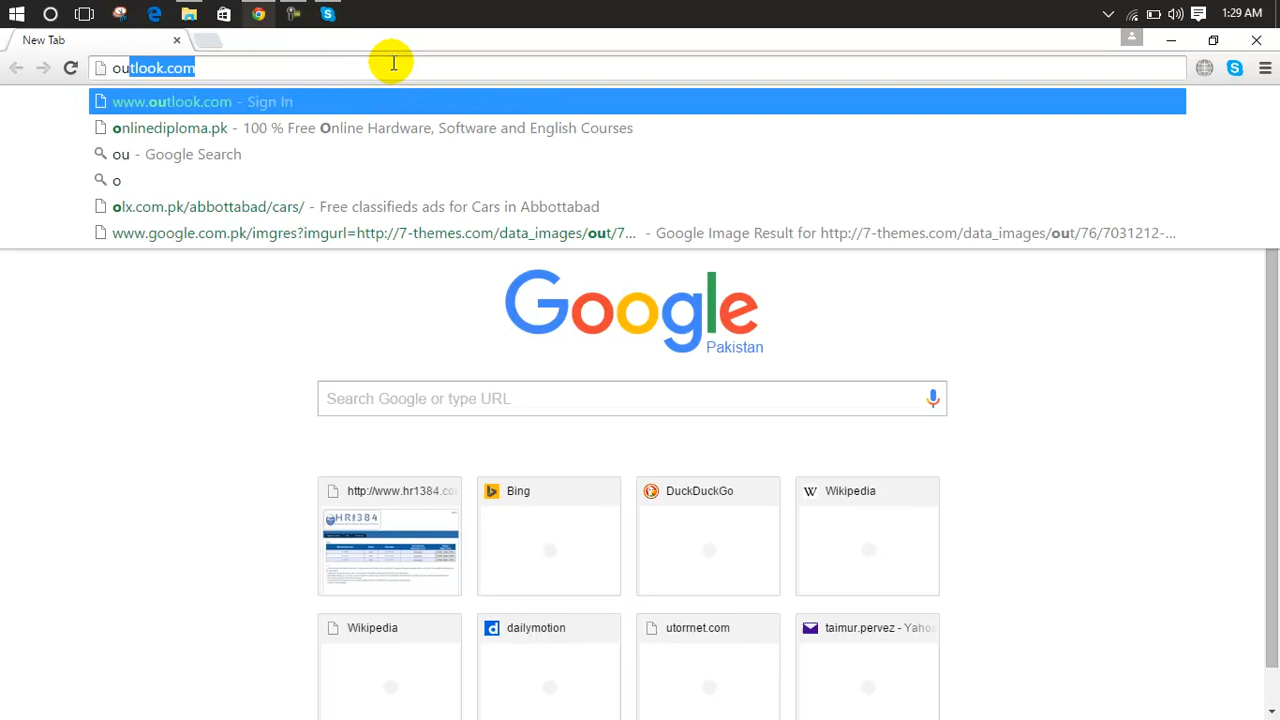 1:29 AM
New Tab
outlook.com
www.outlook.com - Sign In
onlinediploma.pk - 100 % Free Online Hardware, Software and English Courses
ou - Google Search
o
olx.com.pk/abbottabad/cars/ - Free classifieds ads for Cars in Abbottabad
www.google.com.pk/imgres?imgurl=http://7-themes.com/data_images/out/7... - Google Image Result for http://7-themes.com/data_images/out/76/7031212-...
Google
Pakistan
Search Google or type URL
http://www.hr1384.co
Bing
DuckDuckGo
Wikipedia
HR1384
Wikipedia
dailymotion
utorrnet.com
taimur.pervez - Yahoo